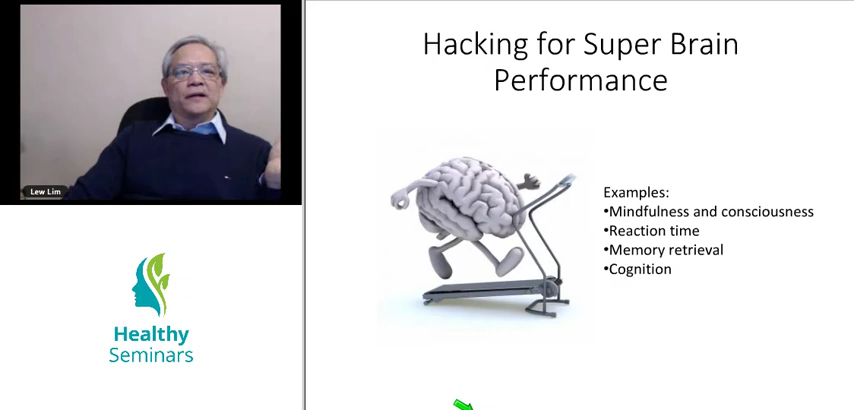 Hacking for Super Brain
Performance
Lew Lim
Examples:
•Mindfulness and consciousness
•Reaction time
•Memory retrieval
•Cognition
Healthy
Seminars